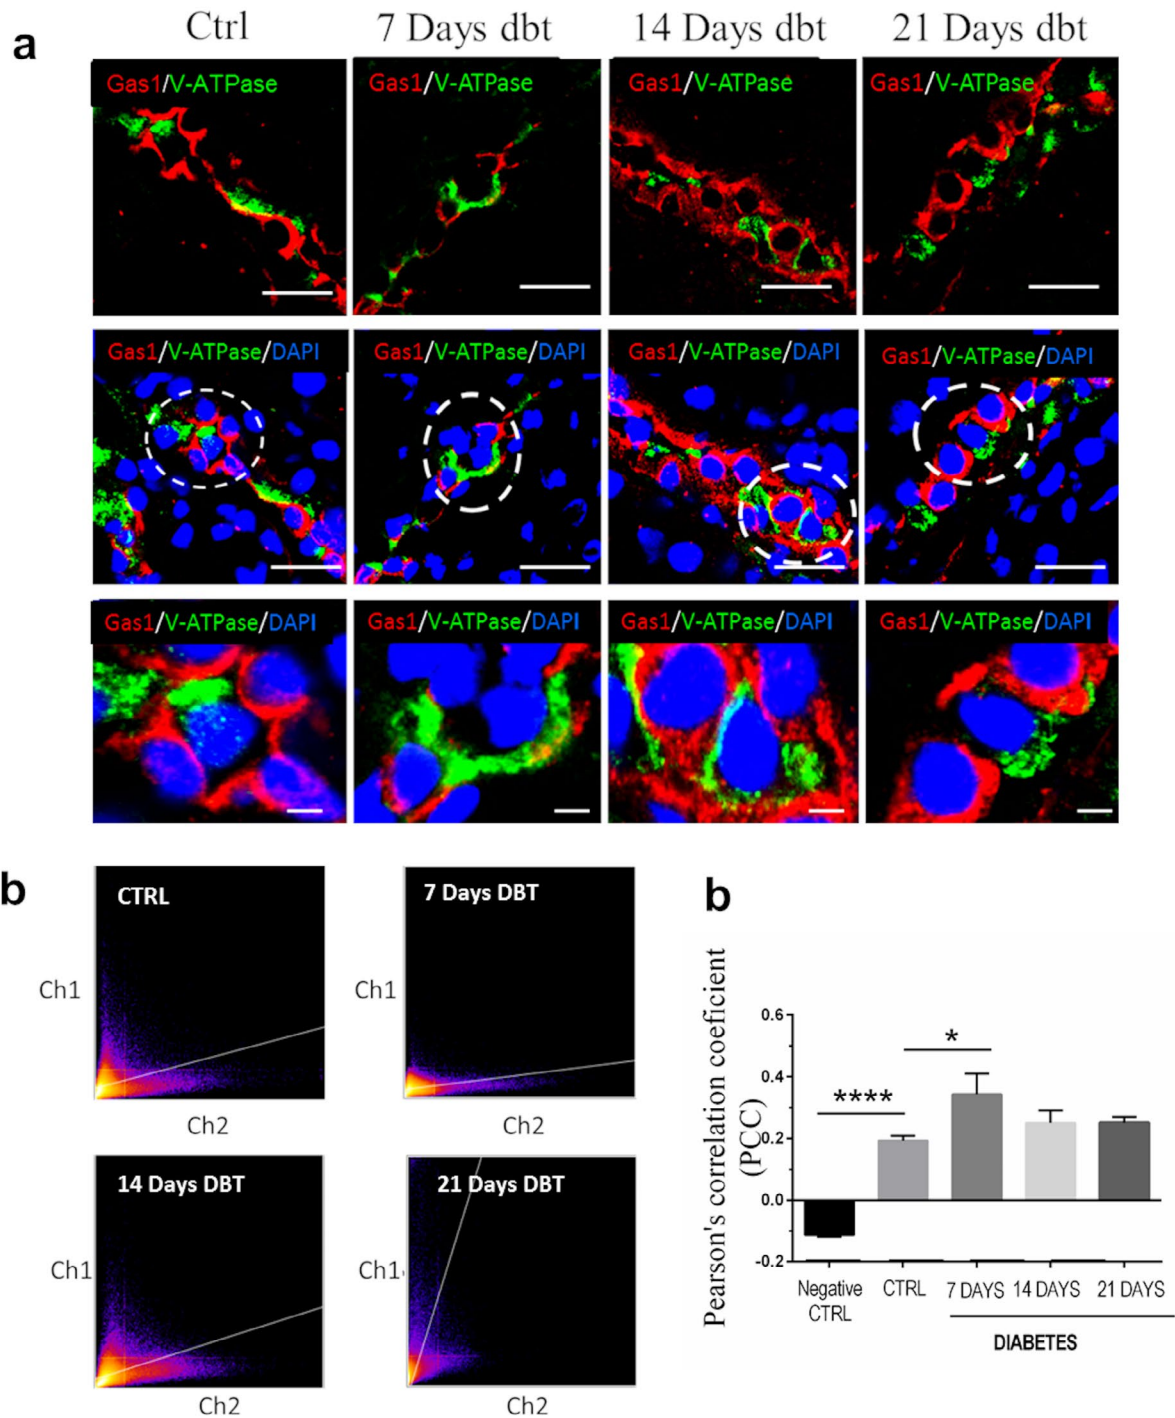 a
Ctrl
7 Days dbt
14 Days dbt
21 Days dbt
Gas1/V-ATPase
Gas1/V-ATPase
Gas1/V-ATPase
Gas1/V-ATPase
Gas1/V-ATPase/DAPI
Gas1/V-ATPase/DAPI
Gas1/V-ATPase/DAPI
Gas1/V-ATPase/DAPI
Gas1/V-ATPase/DAPI
Gas1/V-ATPase/DAPI
Gas1/V-ATPase/DAPI
Gas1/V-ATPase/DAPI
b
CTRL
Ch1
Ch2
7 Days DBT
Ch1
Ch2
14 Days DBT
Ch1
Ch2
21 Days DBT
Ch1
Ch2
b
Pearson's correlation coeficient
(PCC)
0.6
0.4
0.2
0.0
-0.2
****
*
Negative
CTRL
CTRL
7 DAYS
14 DAYS
21 DAYS
DIABETES